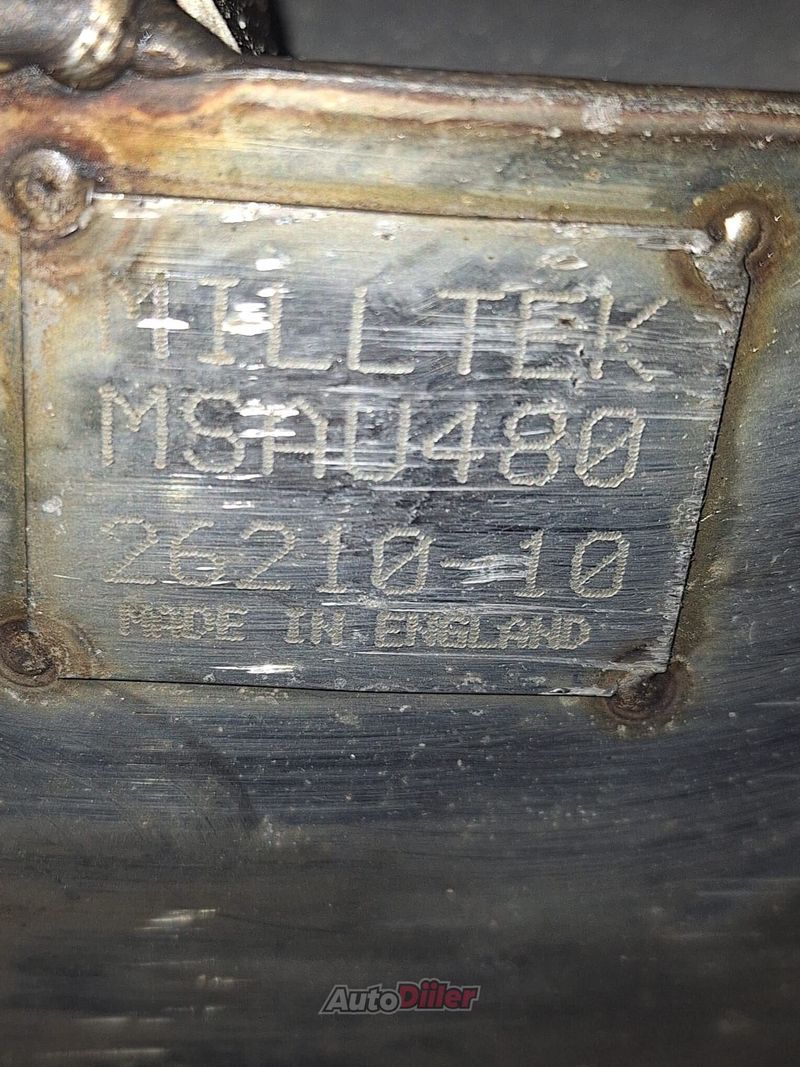 MILLTEK
MSAU480
26210-10
MADE IN ENGLAND
AutoDiiler